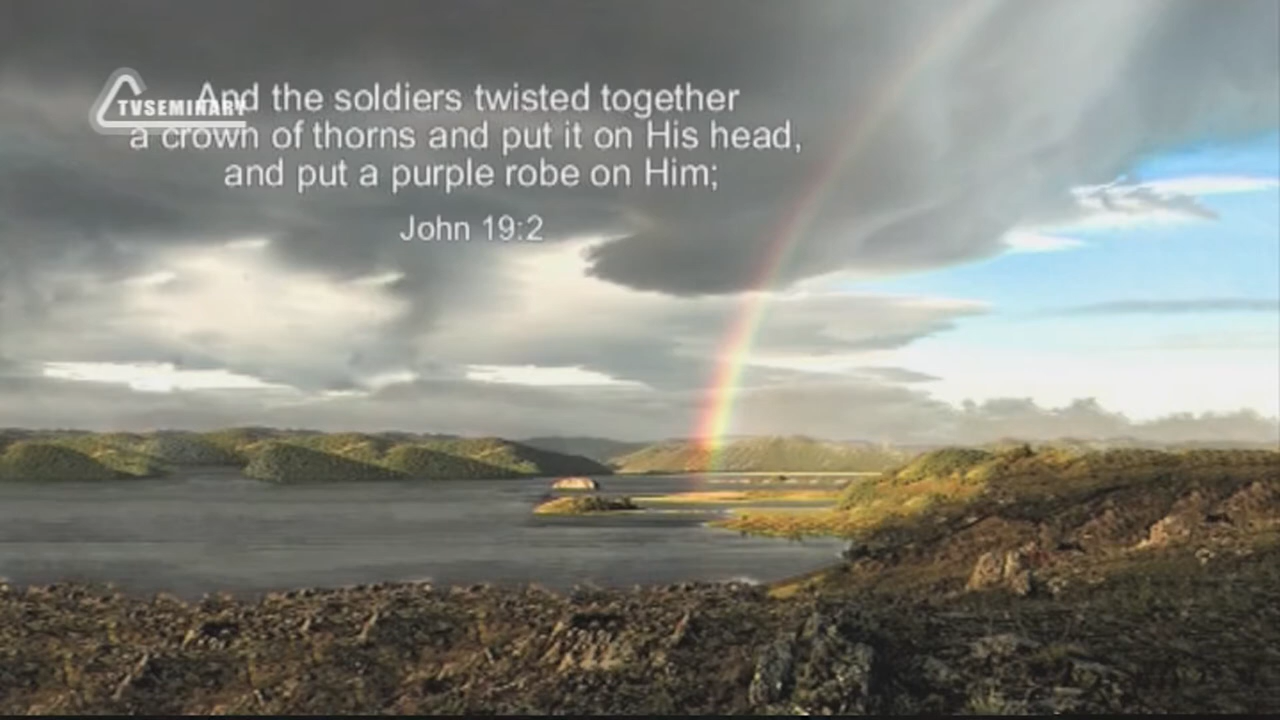 TVSEMINARY
And the soldiers twisted together
a crown of thorns and put it on His head,
and put a purple robe on Him;
John 19:2